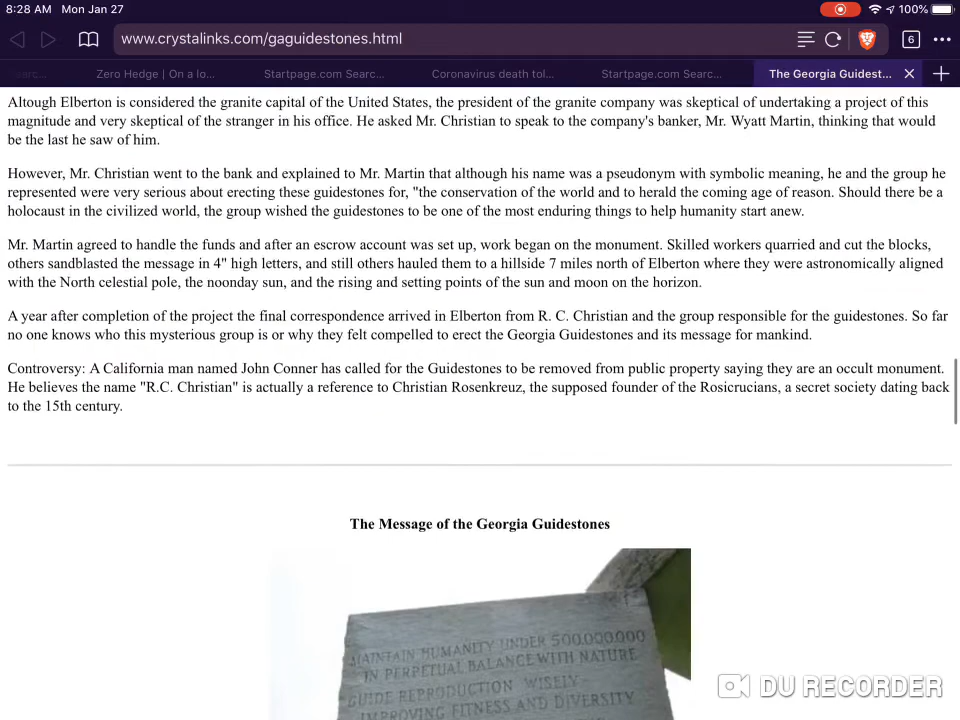 8:28 AM Mon Jan 27
100%
www.crystalinks.com/gaguidestones.html
6
Zero Hedge | On a lo...
Startpage.com Searc...
Coronavirus death tol...
Startpage.com Searc...
The Georgia Guidest...
Altough Elberton is considered the granite capital of the United States, the president of the granite company was skeptical of undertaking a project of this
magnitude and very skeptical of the stranger in his office. He asked Mr. Christian to speak to the company's banker, Mr. Wyatt Martin, thinking that would
be the last he saw of him.
However, Mr. Christian went to the bank and explained to Mr. Martin that although his name was a pseudonym with symbolic meaning, he and the group he
represented were very serious about erecting these guidestones for, "the conservation of the world and to herald the coming age of reason. Should there be a
holocaust in the civilized world, the group wished the guidestones to be one of the most enduring things to help humanity start anew.
Mr. Martin agreed to handle the funds and after an escrow account was set up, work began on the monument. Skilled workers quarried and cut the blocks,
others sandblasted the message in 4" high letters, and still others hauled them to a hillside 7 miles north of Elberton where they were astronomically aligned
with the North celestial pole, the noonday sun, and the rising and setting points of the sun and moon on the horizon.
A year after completion of the project the final correspondence arrived in Elberton from R. C. Christian and the group responsible for the guidestones. So far
no one knows who this mysterious group is or why they felt compelled to erect the Georgia Guidestones and its message for mankind.
Controversy: A California man named John Conner has called for the Guidestones to be removed from public property saying they are an occult monument.
He believes the name "R.C. Christian" is actually a reference to Christian Rosenkreuz, the supposed founder of the Rosicrucians, a secret society dating back
to the 15th century.
The Message of the Georgia Guidestones
MAINTAIN HUMANITY UNDER 500,000,000
IN PERPETUAL BALANCE WITH NATURE
GUIDE REPRODUCTION WISELY
IMPROVING FITNESS AND DIVERSITY
DU RECORDER